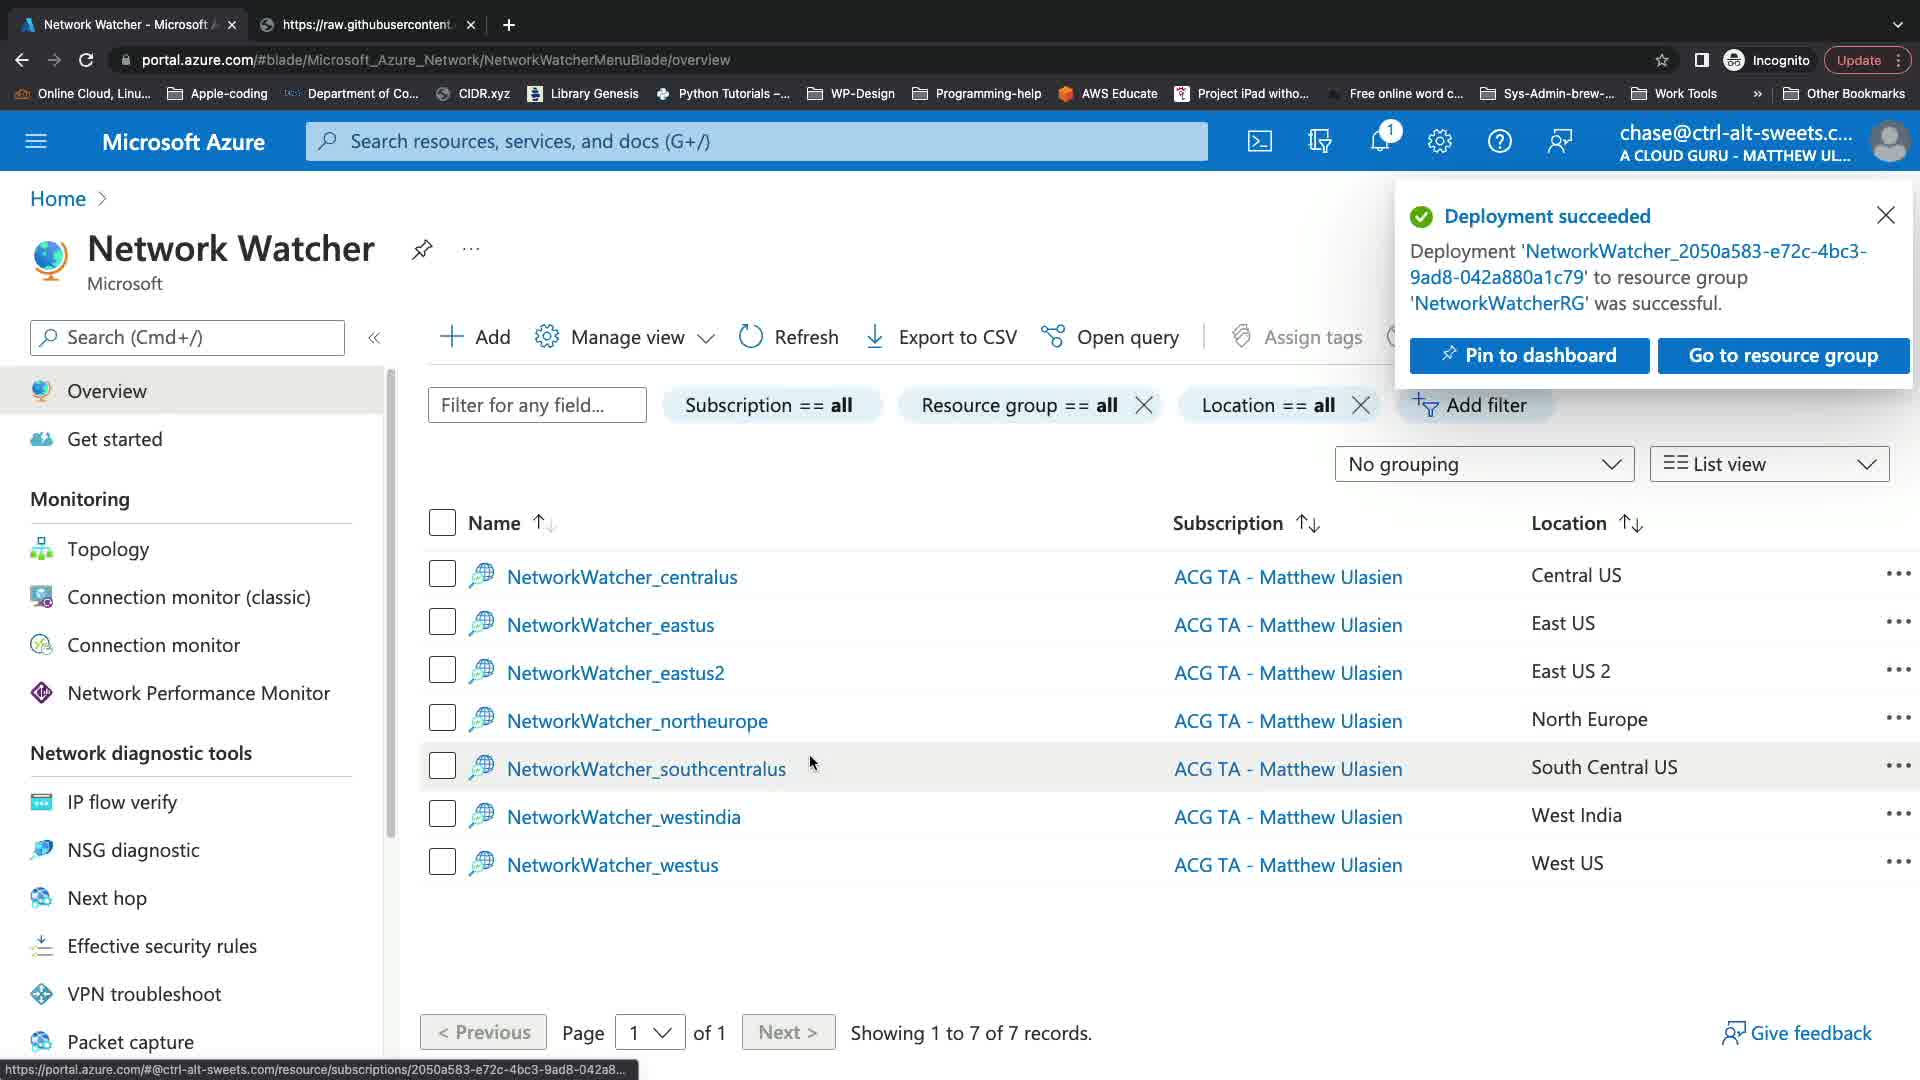 Network Watcher - Microsoft A
https://raw.githubusercontent
portal.azure.com/#blade/Microsoft_Azure_Network/NetworkWatcherMenuBlade/overview
Incognito
Update
Online Cloud, Linu...
Apple-coding
Department of Co...
CIDR.xyz
Library Genesis
Python Tutorials –...
WP-Design
Programming-help
AWS Educate
Project iPad witho...
Free online word c...
Sys-Admin-brew-...
Work Tools
»
Other Bookmarks
Microsoft Azure
Search resources, services, and docs (G+/)
1
chase@ctrl-alt-sweets.c...
A CLOUD GURU - MATTHEW UL...
Home
Network Watcher
Microsoft
Deployment succeeded
Deployment 'NetworkWatcher_2050a583-e72c-4bc3-
9ad8-042a880a1c79' to resource group
'NetworkWatcherRG' was successful.
Pin to dashboard
Go to resource group
Search (Cmd+/)
«
Add
Manage view
Refresh
Export to CSV
Open query
Assign tags
Overview
Get started
Monitoring
Topology
Connection monitor (classic)
Connection monitor
Network Performance Monitor
Network diagnostic tools
IP flow verify
NSG diagnostic
Next hop
Effective security rules
VPN troubleshoot
Packet capture
Filter for any field...
Subscription == all
Resource group == all
Location == all
Add filter
No grouping
List view
Name
Subscription
Location
NetworkWatcher_centralus ACG TA - Matthew Ulasien Central US
NetworkWatcher_eastus ACG TA - Matthew Ulasien East US
NetworkWatcher_eastus2 ACG TA - Matthew Ulasien East US 2
NetworkWatcher_northeurope ACG TA - Matthew Ulasien North Europe
NetworkWatcher_southcentralus ACG TA - Matthew Ulasien South Central US
NetworkWatcher_westindia ACG TA - Matthew Ulasien West India
NetworkWatcher_westus ACG TA - Matthew Ulasien West US
< Previous
Page 1 of 1
Next >
Showing 1 to 7 of 7 records.
Give feedback
https://portal.azure.com/#@ctrl-alt-sweets.com/resource/subscriptions/2050a583-e72c-4bc3-9ad8-042a8...